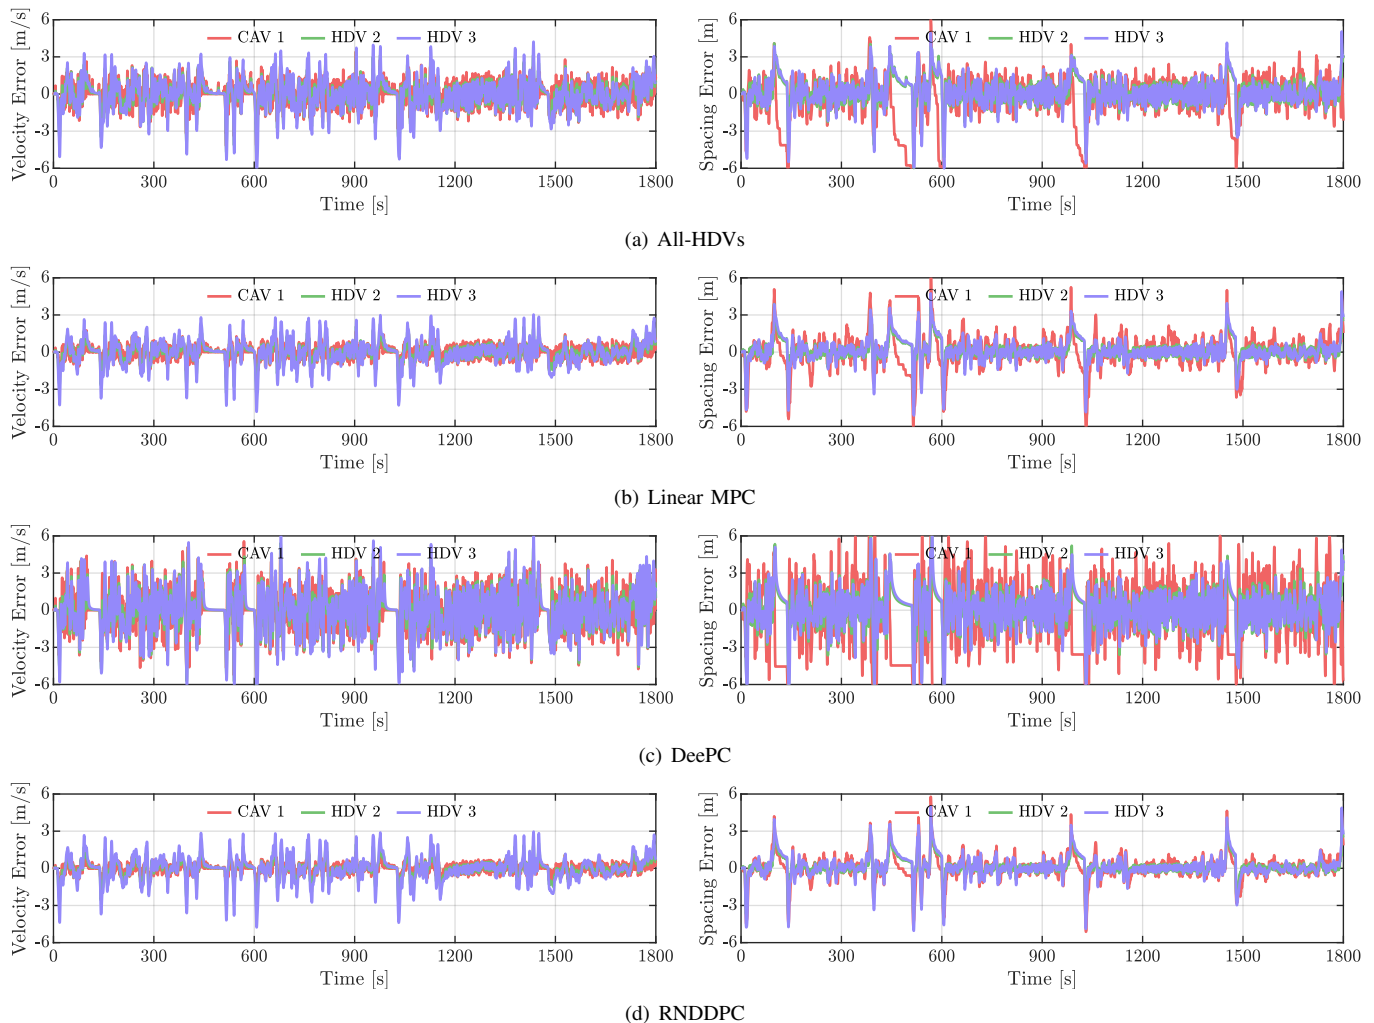 Velocity Error [m/s]
6
3
0
-3
-6
CAV 1 HDV 2 HDV 3
0 300 600 900 1200 1500 1800
Time [s]
Spacing Error [m]
6
3
0
-3
-6
CAV 1 HDV 2 HDV 3
0 300 600 900 1200 1500 1800
Time [s]
(a) All-HDVs
Velocity Error [m/s]
6
3
0
-3
-6
CAV 1 HDV 2 HDV 3
0 300 600 900 1200 1500 1800
Time [s]
Spacing Error [m]
6
3
0
-3
-6
CAV 1 HDV 2 HDV 3
0 300 600 900 1200 1500 1800
Time [s]
(b) Linear MPC
Velocity Error [m/s]
6
3
0
-3
-6
CAV 1 HDV 2 HDV 3
0 300 600 900 1200 1500 1800
Time [s]
Spacing Error [m]
6
3
0
-3
-6
CAV 1 HDV 2 HDV 3
0 300 600 900 1200 1500 1800
Time [s]
(c) DeePC
Velocity Error [m/s]
6
3
0
-3
-6
CAV 1 HDV 2 HDV 3
0 300 600 900 1200 1500 1800
Time [s]
Spacing Error [m]
6
3
0
-3
-6
CAV 1 HDV 2 HDV 3
0 300 600 900 1200 1500 1800
Time [s]
(d) RNDDPC